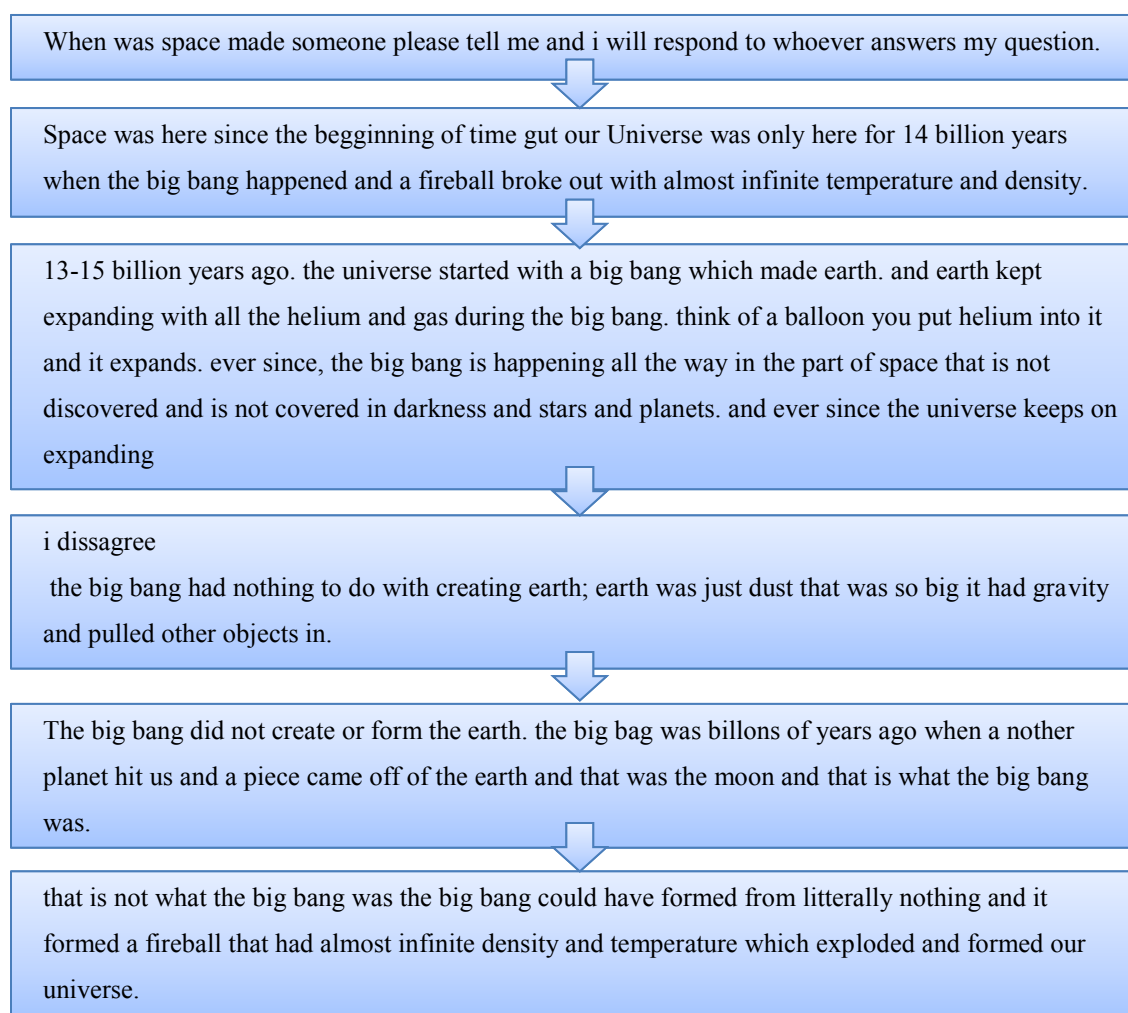 When was space made someone please tell me and i will respond to whoever answers my question.
Space was here since the begginning of time gut our Universe was only here for 14 billion years
when the big bang happened and a fireball broke out with almost infinite temperature and density.
13-15 billion years ago. the universe started with a big bang which made earth. and earth kept
expanding with all the helium and gas during the big bang. think of a balloon you put helium into it
and it expands. ever since, the big bang is happening all the way in the part of space that is not
discovered and is not covered in darkness and stars and planets. and ever since the universe keeps on
expanding
i dissagree
the big bang had nothing to do with creating earth; earth was just dust that was so big it had gravity
and pulled other objects in.
The big bang did not create or form the earth. the big bag was billons of years ago when a nother
planet hit us and a piece came off of the earth and that was the moon and that is what the big bang
was.
that is not what the big bang was the big bang could have formed from litterally nothing and it
formed a fireball that had almost infinite density and temperature which exploded and formed our
universe.